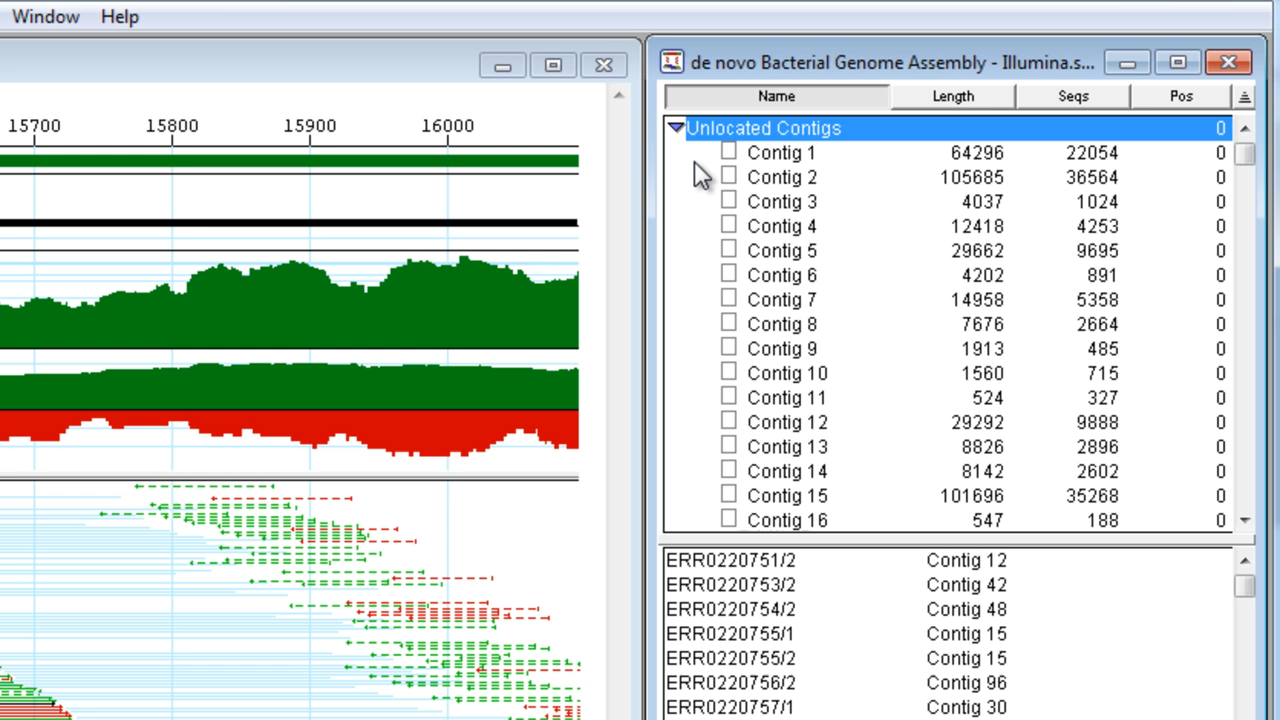 Window Help
de novo Bacterial Genome Assembly - Illumina.s...
Name Length Seqs Pos
15700 15800 15900 16000
Unlocated Contigs 0
Contig 1 64296 22054 0
Contig 2 105685 36564 0
Contig 3 4037 1024 0
Contig 4 12418 4253 0
Contig 5 29662 9695 0
Contig 6 4202 891 0
Contig 7 14958 5358 0
Contig 8 7676 2664 0
Contig 9 1913 485 0
Contig 10 1560 715 0
Contig 11 524 327 0
Contig 12 29292 9888 0
Contig 13 8826 2896 0
Contig 14 8142 2602 0
Contig 15 101696 35268 0
Contig 16 547 188 0
ERR0220751/2 Contig 12
ERR0220753/2 Contig 42
ERR0220754/2 Contig 48
ERR0220755/1 Contig 15
ERR0220755/2 Contig 15
ERR0220756/2 Contig 96
ERR0220757/1 Contig 30